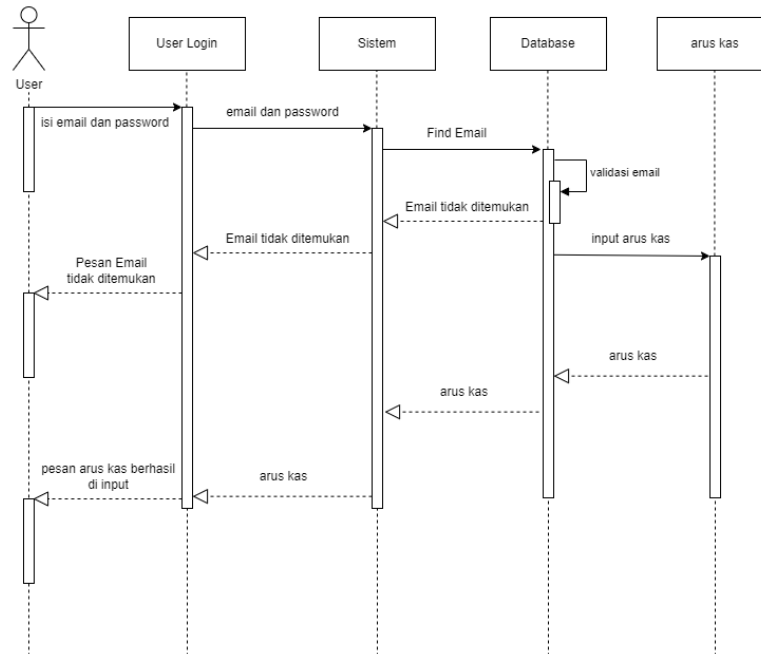 User Login
Sistem
Database
arus kas
User
isi email dan password
email dan password
Find Email
validasi email
Email tidak ditemukan
Email tidak ditemukan
input arus kas
Pesan Email
tidak ditemukan
arus kas
arus kas
pesan arus kas berhasil
di input
arus kas